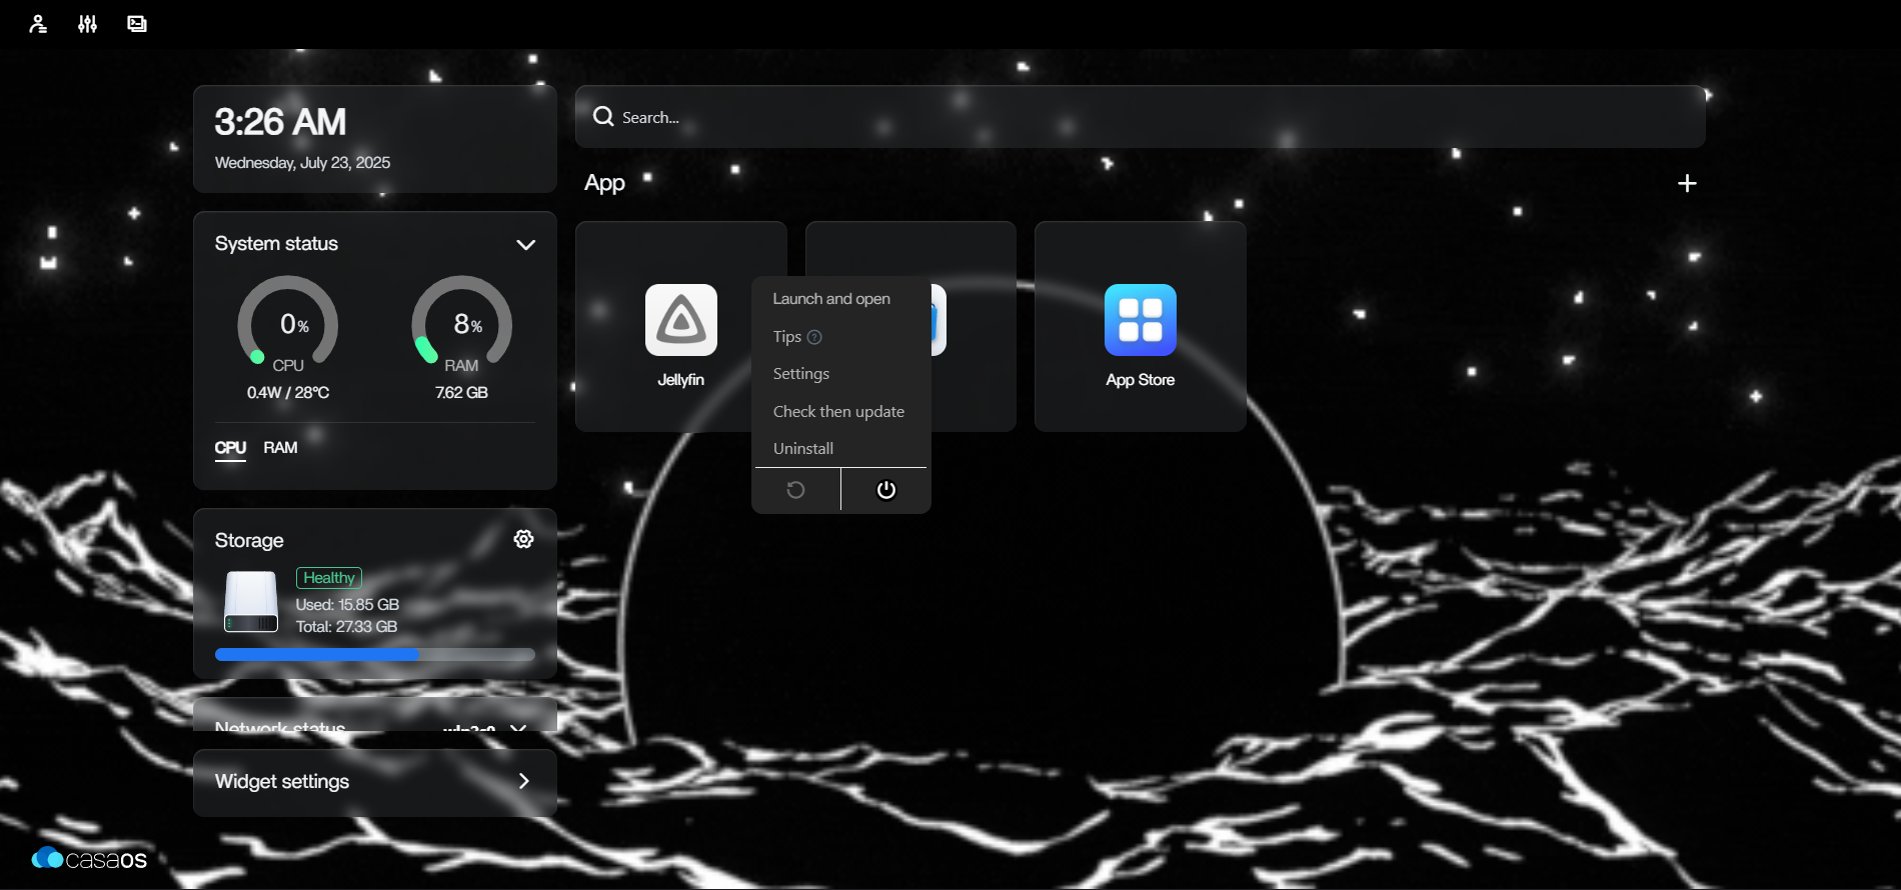 3:26 AM
Wednesday, July 23, 2025
Search...
App
System status
0%
CPU
0.4W / 28°C
8%
RAM
7.62 GB
CPU RAM
Jellyfin
Launch and open
Tips ?
Settings
Check then update
Uninstall
App Store
Storage
Healthy
Used: 15.85 GB
Total: 27.33 GB
Network status
Widget settings
casaos